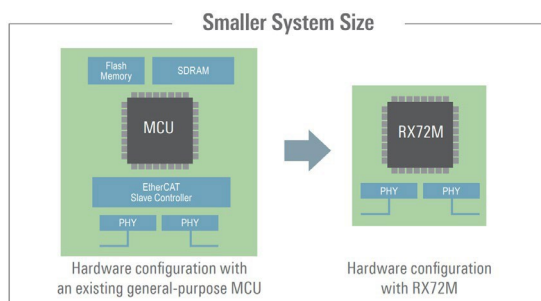 Smaller System Size
Flash
Memory
SDRAM
MCU
EtherCAT
Slave Controller
PHY
PHY
Hardware configuration with
an existing general-purpose MCU
RX72M
PHY
PHY
Hardware configuration
with RX72M